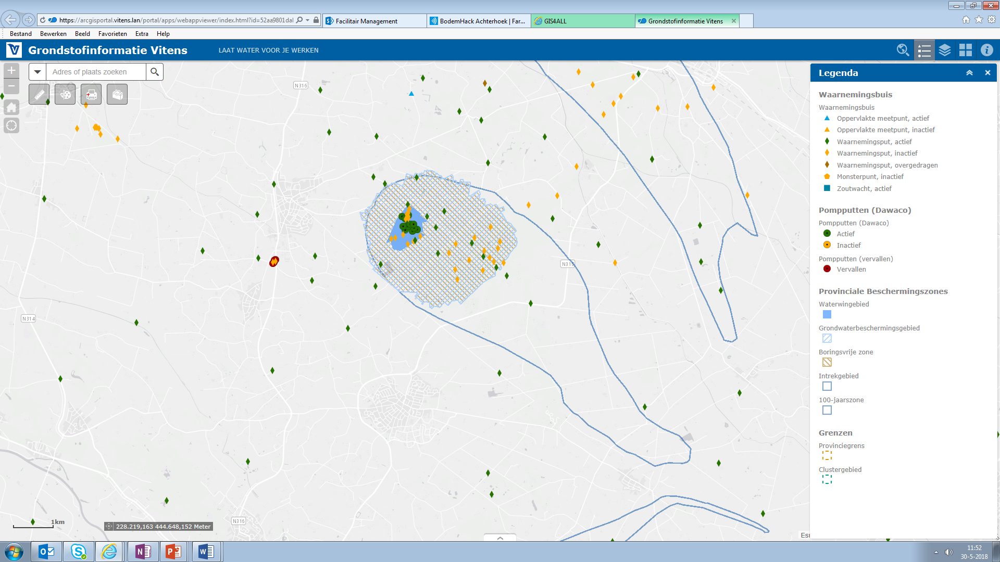 https://arcgisportal.vitens.lan/portal/apps/webappviewer/index.html?id=52aa9801dal
Facilitair Management
BodemHack Achterhoek | Far...
GIS4ALL
Grondstofinformatie Vitens
Bestand Bewerken Beeld Favorieten Extra Help
Grondstofinformatie Vitens
LAAT WATER VOOR JE WERKEN
Adres of plaats zoeken
N316
N315
N314
N316
1km
228.219,163 444.648,152 Meter
Esr
Legenda
Waarnemingsbuis
Waarnemingsbuis
Oppervlakte meetpunt, actief
Oppervlakte meetpunt, inactief
Waarnemingsput, actief
Waarnemingsput, inactief
Waarnemingsput, overgedragen
Monsterpunt, inactief
Zoutwacht, actief
Pompputten (Dawaco)
Pompputten (Dawaco)
Actief
Inactief
Pompputten (vervallen)
Vervallen
Provinciale Beschermingszones
Waterwingebied
Grondwaterbeschermingsgebied
Boringsvrije zone
Intrekgebied
100-jaarszone
Grenzen
Provinciegrens
Clustergebied
11:52
30-5-2018